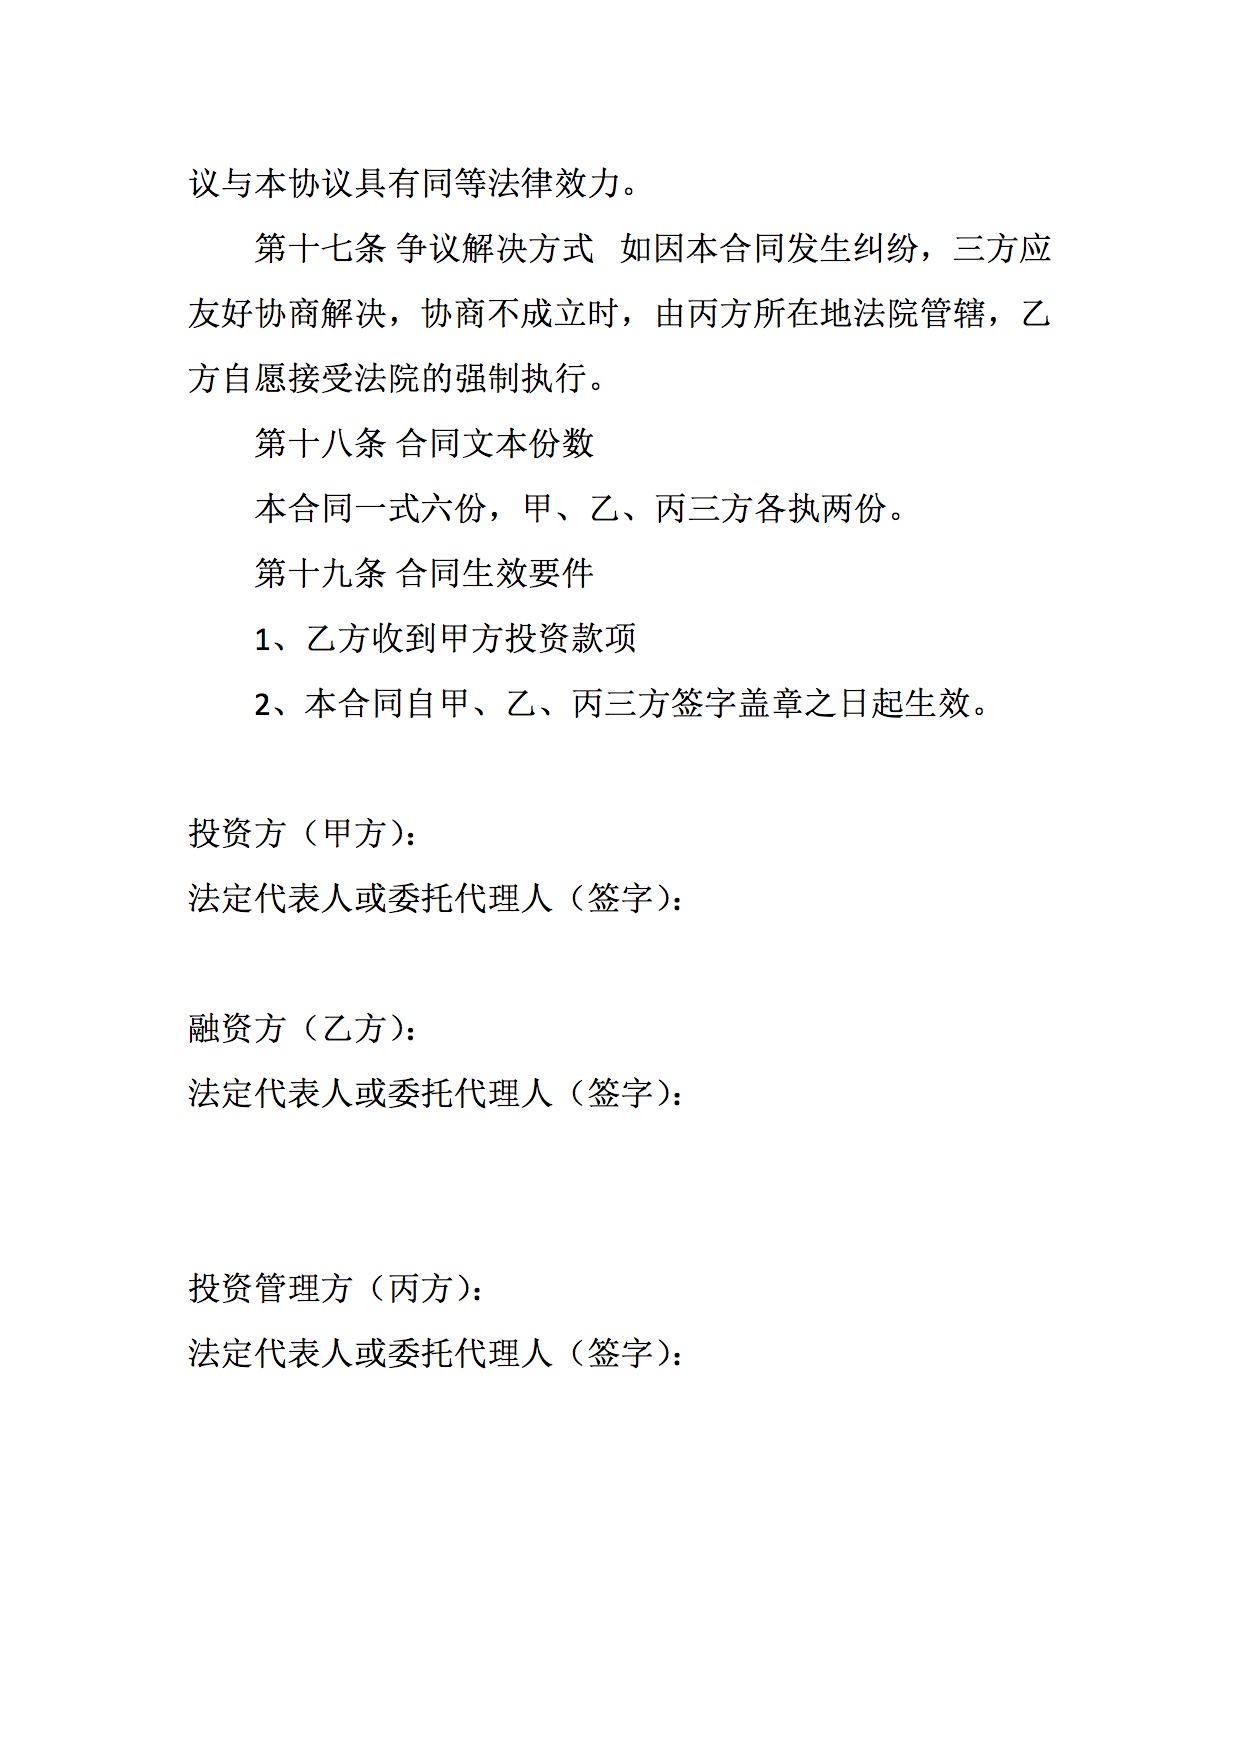 议与本协议具有同等法律效力。
第十七条 争议解决方式   如因本合同发生纠纷，三方应
友好协商解决，协商不成立时，由丙方所在地法院管辖，乙
方自愿接受法院的强制执行。
第十八条 合同文本份数
本合同一式六份，甲、乙、丙三方各执两份。
第十九条 合同生效要件
1、乙方收到甲方投资款项
2、本合同自甲、乙、丙三方签字盖章之日起生效。
投资方（甲方）：
法定代表人或委托代理人（签字）：
融资方（乙方）：
法定代表人或委托代理人（签字）：
投资管理方（丙方）：
法定代表人或委托代理人（签字）：